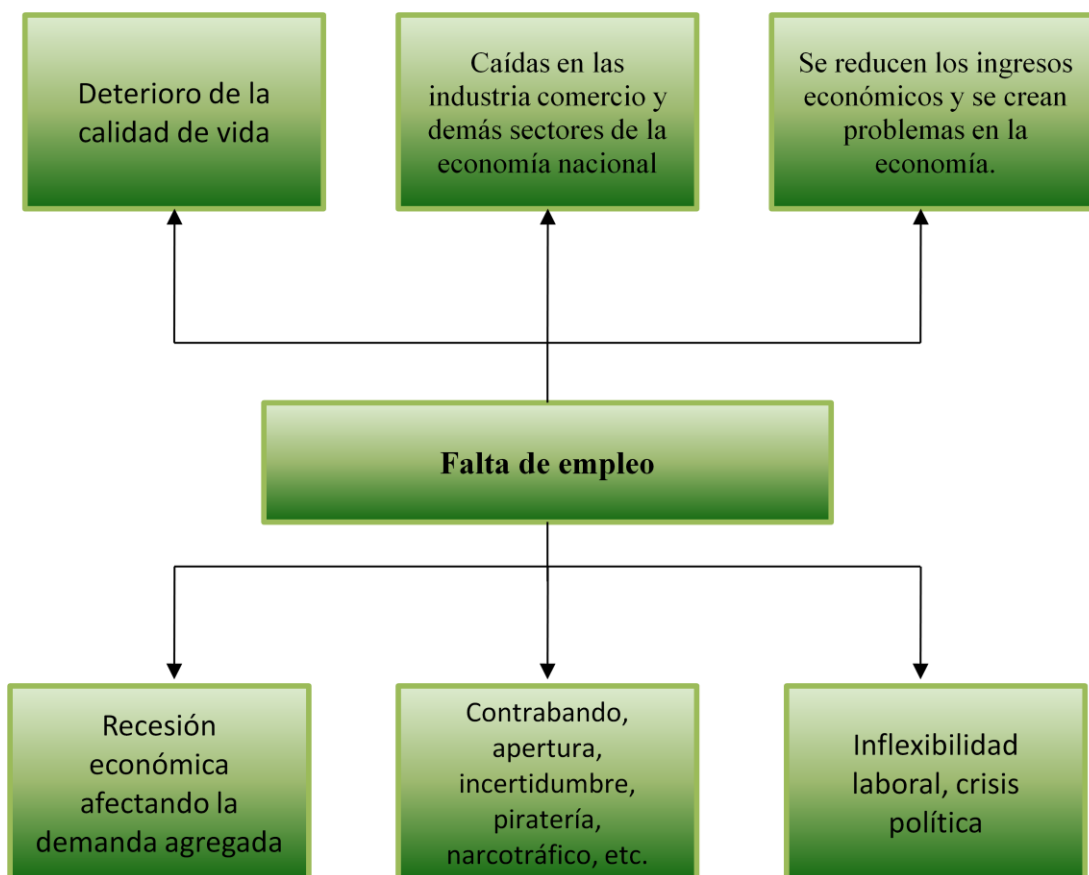 Deterioro de la
calidad de vida
Caídas en las
industria comercio y
demás sectores de la
economía nacional
Se reducen los ingresos
económicos y se crean
problemas en la
economía.
Falta de empleo
Recesión
económica
afectando la
demanda agregada
Contrabando,
apertura,
incertidumbre,
piratería,
narcotráfico, etc.
Inflexibilidad
laboral, crisis
política